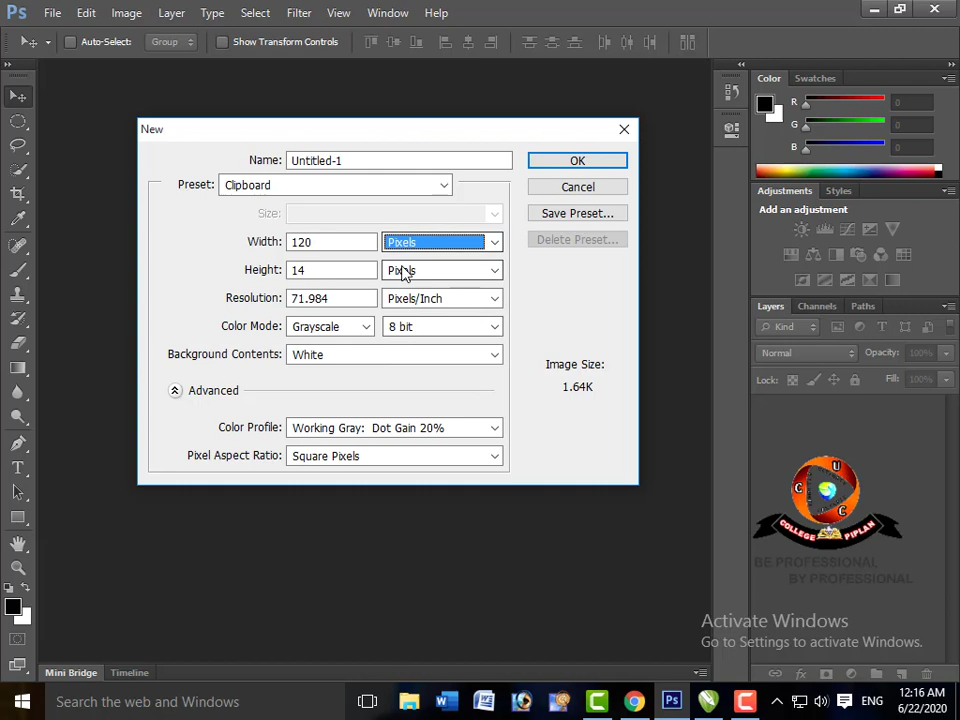 Ps File Edit Image Layer Type Select Filter View Window Help
Auto-Select: Group Show Transform Controls
New
Name: Untitled-1 OK
Preset: Clipboard Cancel
Size: Save Preset...
Width: 120 Pixels Delete Preset...
Height: 14 Pixels
Resolution: 71.984 Pixels/Inch
Color Mode: Grayscale 8 bit
Background Contents: White
Image Size:
1.64K
Advanced
Color Profile: Working Gray: Dot Gain 20%
Pixel Aspect Ratio: Square Pixels
Color Swatches
R 0
G 0
B 0
Adjustments Styles
Add an adjustment
Layers Channels Paths
Kind
Normal Opacity: 100%
Lock: Fill: 100%
U
C
C
COLLEGE PIPLAN
BE PROFESSIONAL
BY PROFESSIONAL
Activate Windows
Go to Settings to activate Windows.
Mini Bridge Timeline
Search the web and Windows
ENG
12:16 AM
6/22/2020